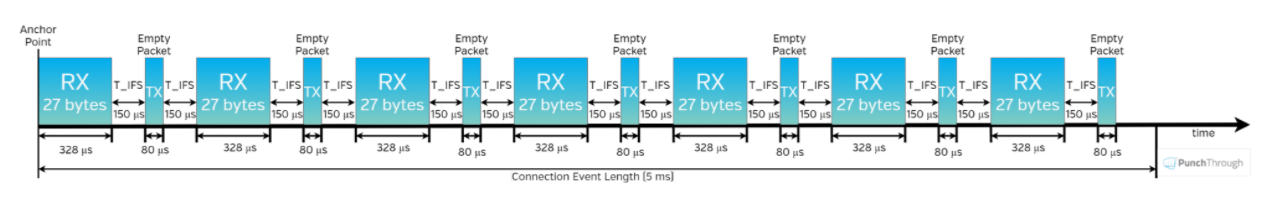 Anchor
Point
Empty
Packet
Empty
Packet
Empty
Packet
Empty
Packet
Empty
Packet
Empty
Packet
Empty
Packet
RX
27 bytes
T_IFS
150 µs
TX
T_IFS
150 µs
RX
27 bytes
T_IFS
150 µs
TX
T_IFS
150 µs
RX
27 bytes
T_IFS
150 µs
TX
T_IFS
150 µs
RX
27 bytes
T_IFS
150 µs
TX
T_IFS
150 µs
RX
27 bytes
T_IFS
150 µs
TX
T_IFS
150 µs
RX
27 bytes
T_IFS
150 µs
TX
T_IFS
150 µs
RX
27 bytes
T_IFS
150 µs
TX
time
328 µs
80 µs
328 µs
80 µs
328 µs
80 µs
328 µs
80 µs
328 µs
80 µs
328 µs
80 µs
328 µs
80 µs
Connection Event Length (5 ms)
PunchThrough